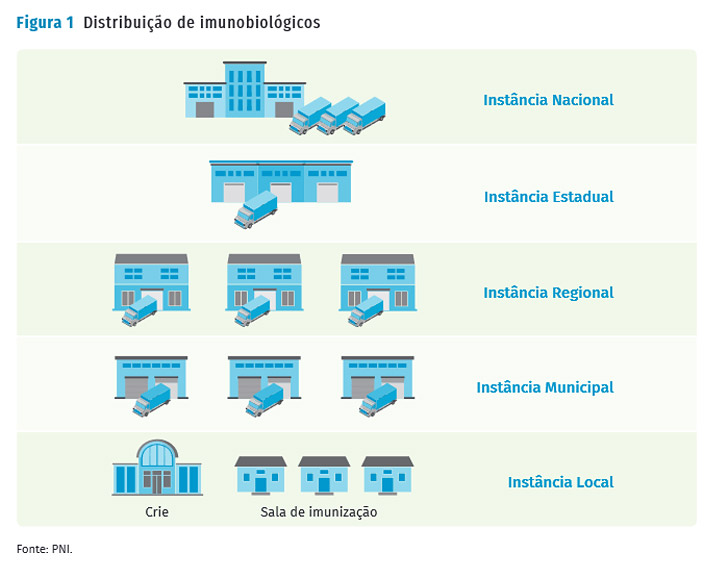 Figura 1 Distribuição de imunobiológicos
Instância Nacional
Instância Estadual
Instância Regional
Instância Municipal
Instância Local
Crie
Sala de imunização
Fonte: PNI.